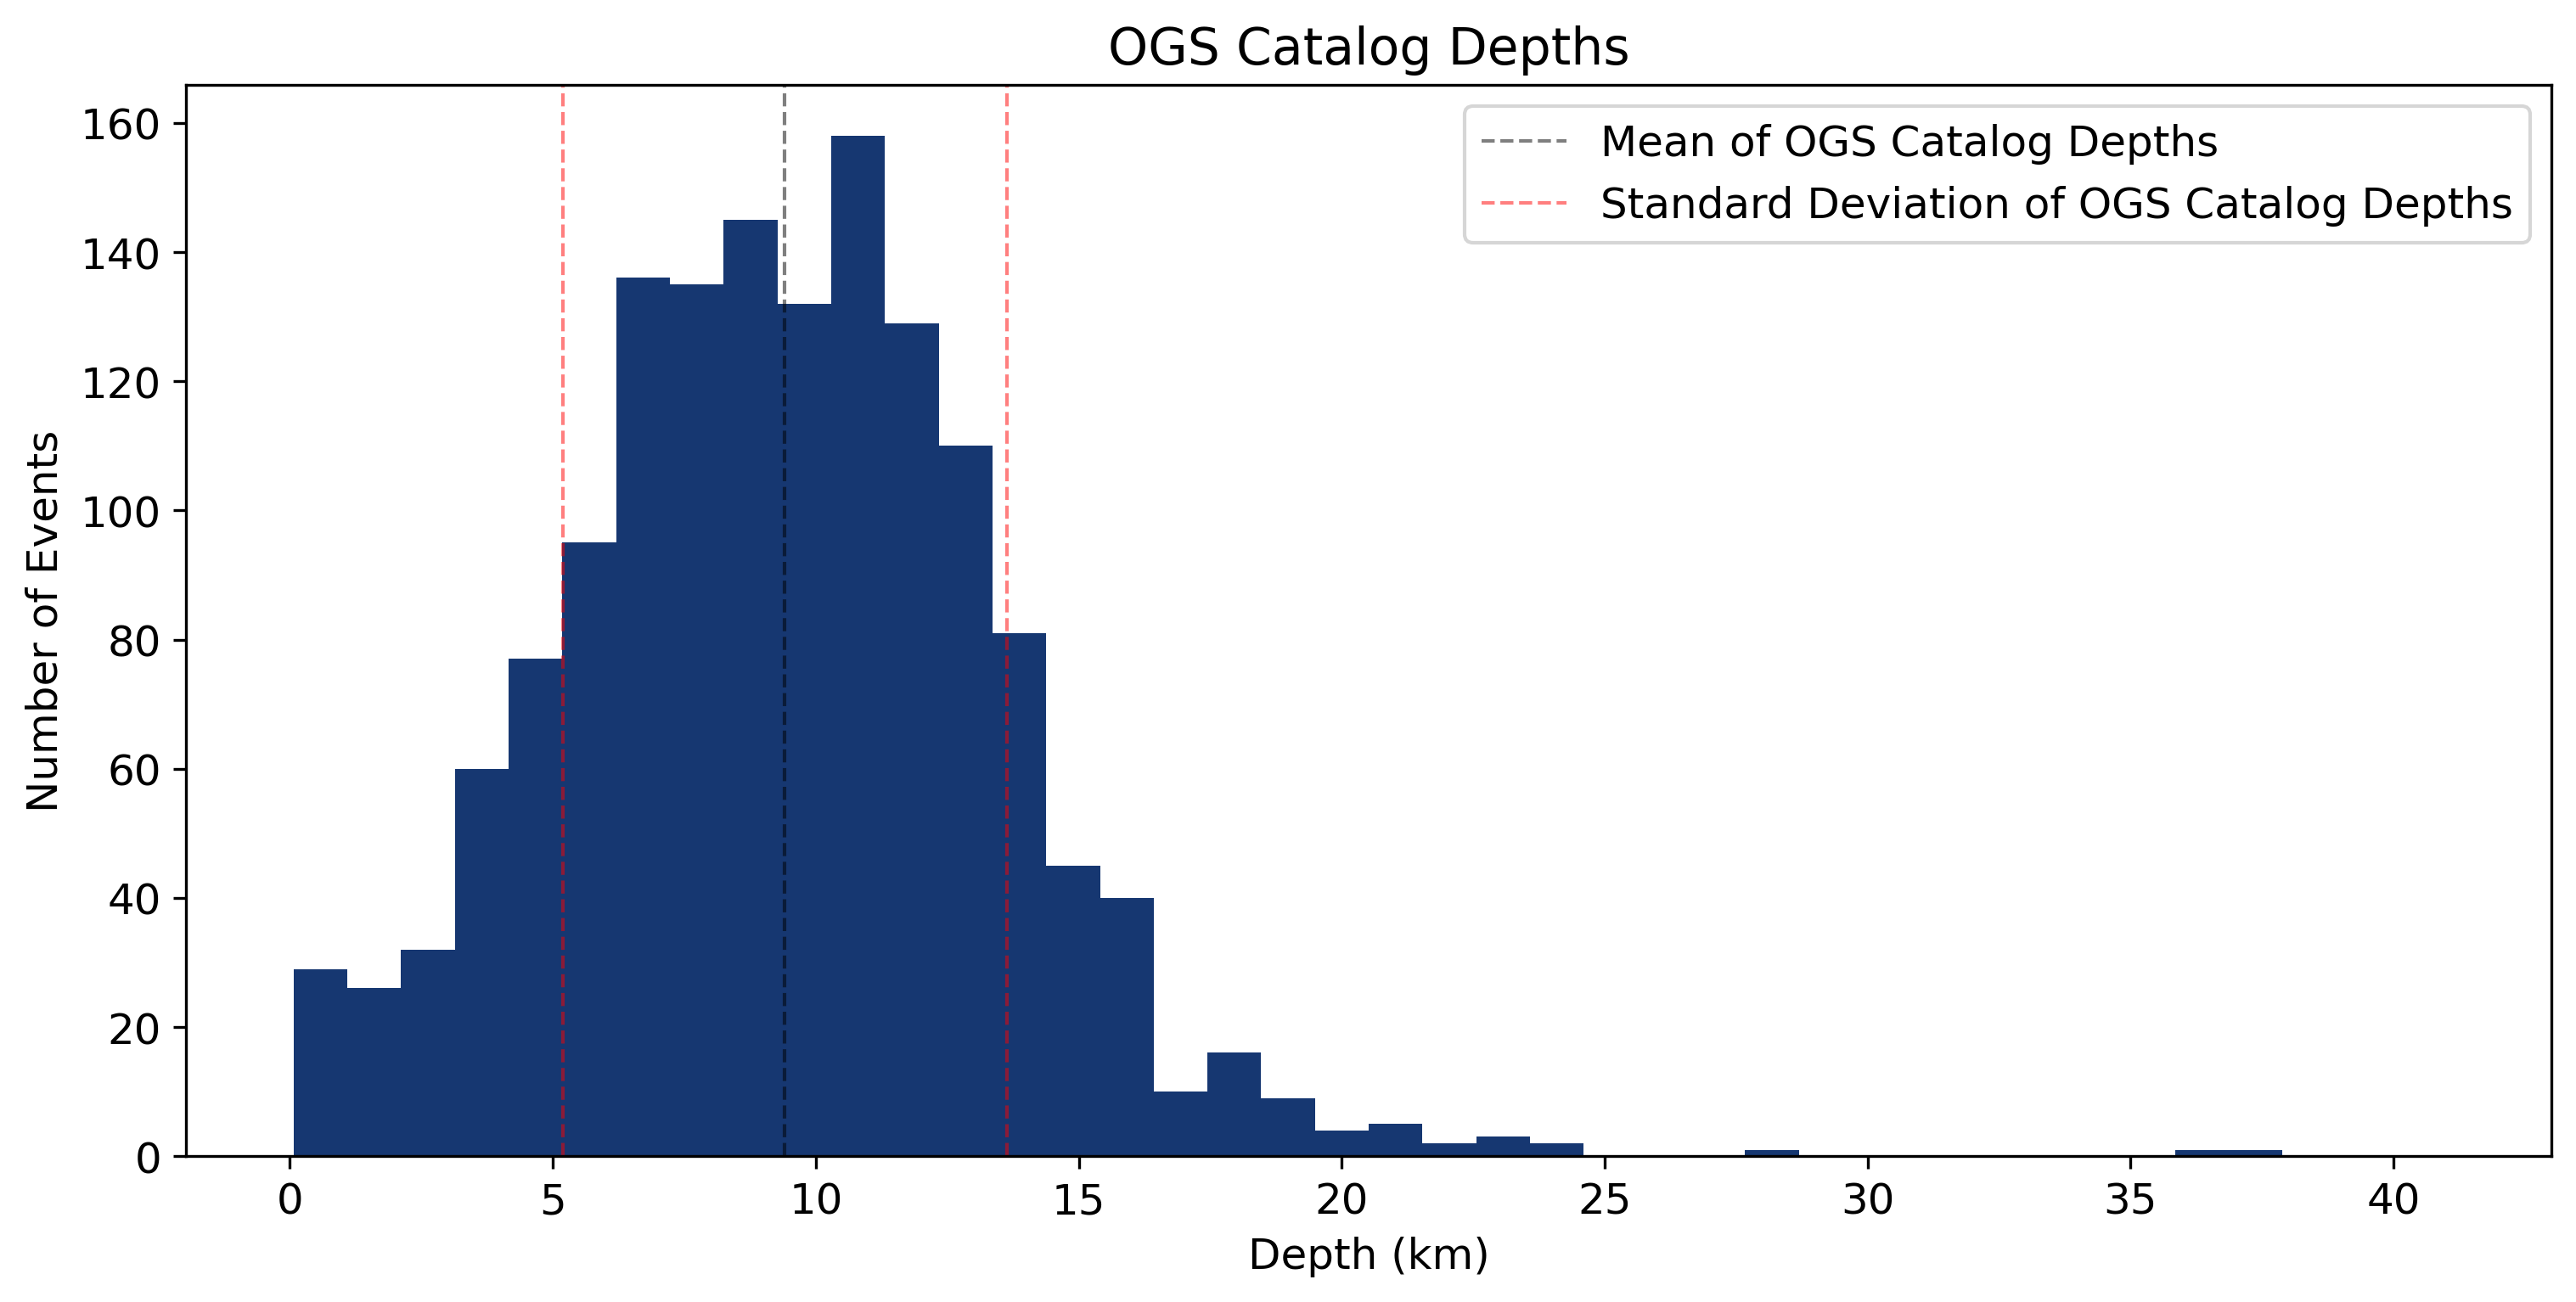 OGS Catalog Depths
Mean of OGS Catalog Depths
Standard Deviation of OGS Catalog Depths
Number of Events
160
140
120
100
80
60
40
20
0
0 5 10 15 20 25 30 35 40
Depth (km)